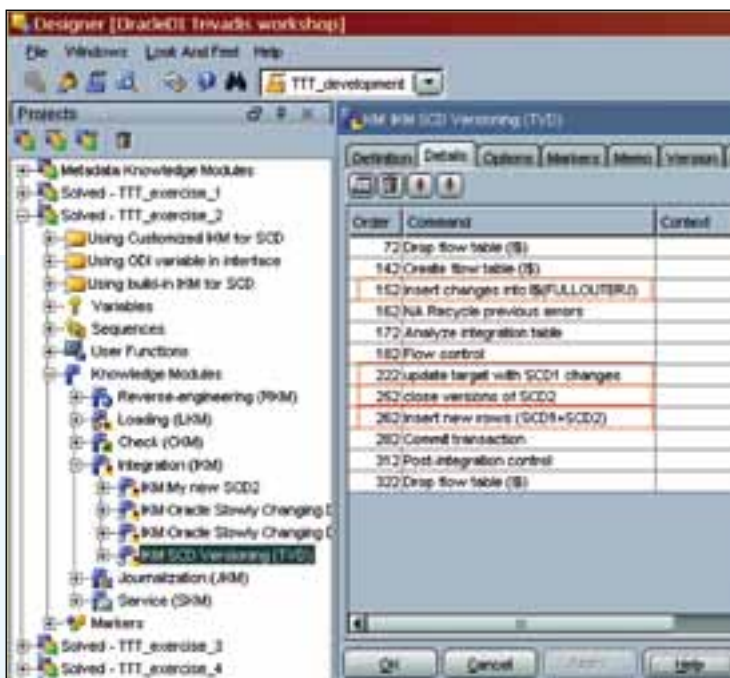 Designer [OracleDI Trivadis workshop]
File Windows Look And Feel Help
TTT_development
Projects
Metadata Knowledge Modules
Solved - TTT_exercise_1
Solved - TTT_exercise_2
Using Customized IKM for SCD
Using ODI variable in interface
Using build-in IKM for SCD
Variables
Sequences
User Functions
Knowledge Modules
Reverse-engineering (RKM)
Loading (LKM)
Check (CKM)
Integration (IKM)
IKM My new SCD2
IKM Oracle Slowly Changing D
IKM Oracle Slowly Changing D
IKM SCD Versioning (TVD)
Journalization (JKM)
Service (SKM)
Markers
Solved - TTT_exercise_3
Solved - TTT_exercise_4
KM IKM SCD Versioning (TVD)
Definition Details Options Markers Memo Version
Order Command Context
72 Drop flow table (I$)
142 Create flow table (I$)
152 Insert changes into I$(FULLOUTERJ)
162 NA Recycle previous errors
172 Analyze integration table
182 Flow control
222 update target with SCD1 changes
252 close versions of SCD2
262 Insert new rows (SCD1+SCD2)
282 Commit transaction
312 Post-integration control
322 Drop flow table (I$)
OK Cancel Apply Help